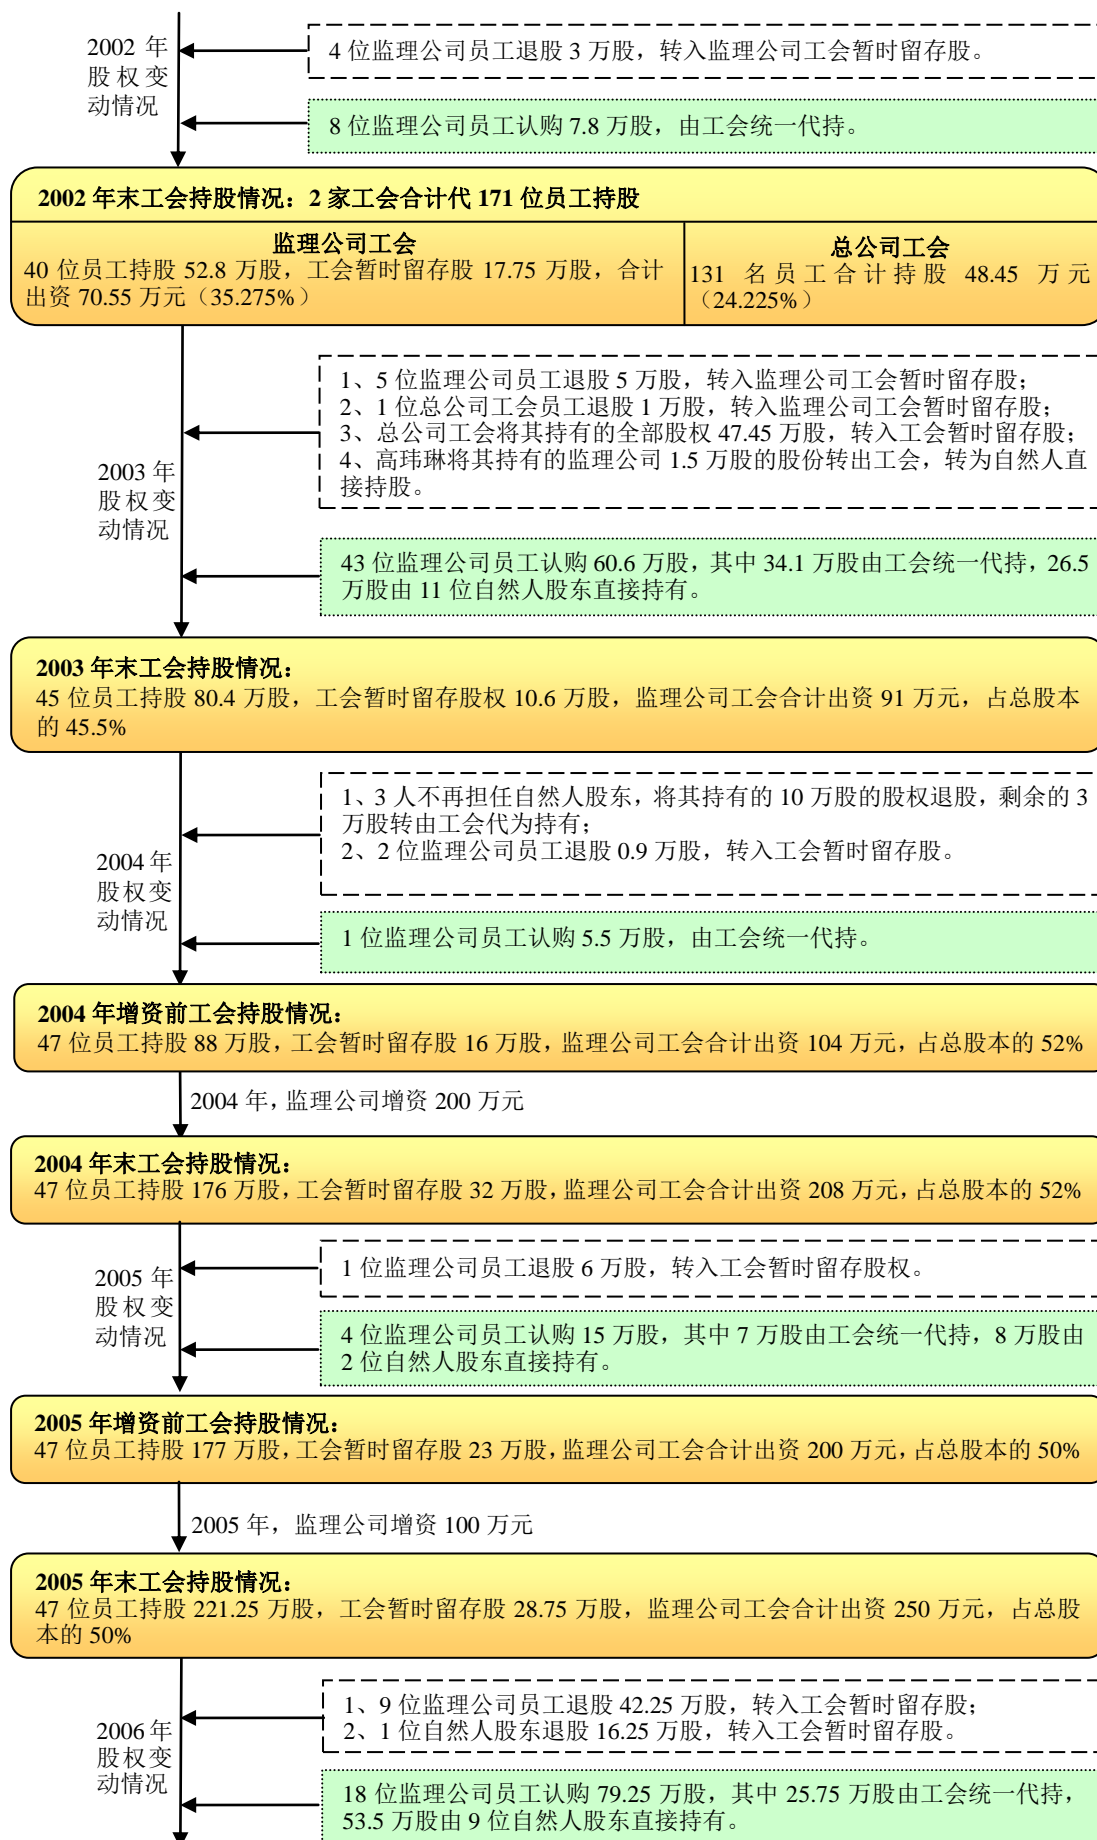 2002 年
股 权 变
动情况
4 位监理公司员工退股 3 万股，转入监理公司工会暂时留存股。
8 位监理公司员工认购 7.8 万股，由工会统一代持。
2002 年末工会持股情况：2 家工会合计代 171 位员工持股
监理公司工会
40 位员工持股 52.8 万股，工会暂时留存股 17.75 万股，合计
出资 70.55 万元（35.275%）
总公司工会
131 名员工合计持股 48.45 万元
（24.225%）
2003 年
股 权 变
动情况
1、5 位监理公司员工退股 5 万股，转入监理公司工会暂时留存股；
2、1 位总公司工会员工退股 1 万股，转入监理公司工会暂时留存股；
3、总公司工会将其持有的全部股权 47.45 万股，转入工会暂时留存股；
4、高玮琳将其持有的监理公司 1.5 万股的股份转出工会，转为自然人直
接持股。
43 位监理公司员工认购 60.6 万股，其中 34.1 万股由工会统一代持，26.5
万股由 11 位自然人股东直接持有。
2003 年末工会持股情况：
45 位员工持股 80.4 万股，工会暂时留存股权 10.6 万股，监理公司工会合计出资 91 万元，占总股本
的 45.5%
2004 年
股 权 变
动情况
1、3 人不再担任自然人股东，将其持有的 10 万股的股权退股，剩余的 3
万股转由工会代为持有；
2、2 位监理公司员工退股 0.9 万股，转入工会暂时留存股。
1 位监理公司员工认购 5.5 万股，由工会统一代持。
2004 年增资前工会持股情况：
47 位员工持股 88 万股，工会暂时留存股 16 万股，监理公司工会合计出资 104 万元，占总股本的 52%
2004 年，监理公司增资 200 万元
2004 年末工会持股情况：
47 位员工持股 176 万股，工会暂时留存股 32 万股，监理公司工会合计出资 208 万元，占总股本的 52%
2005 年
股 权 变
动情况
1 位监理公司员工退股 6 万股，转入工会暂时留存股权。
4 位监理公司员工认购 15 万股，其中 7 万股由工会统一代持，8 万股由
2 位自然人股东直接持有。
2005 年增资前工会持股情况：
47 位员工持股 177 万股，工会暂时留存股 23 万股，监理公司工会合计出资 200 万元，占总股本的 50%
2005 年，监理公司增资 100 万元
2005 年末工会持股情况：
47 位员工持股 221.25 万股，工会暂时留存股 28.75 万股，监理公司工会合计出资 250 万元，占总股
本的 50%
2006 年
股 权 变
动情况
1、9 位监理公司员工退股 42.25 万股，转入工会暂时留存股；
2、1 位自然人股东退股 16.25 万股，转入工会暂时留存股。
18 位监理公司员工认购 79.25 万股，其中 25.75 万股由工会统一代持，
53.5 万股由 9 位自然人股东直接持有。